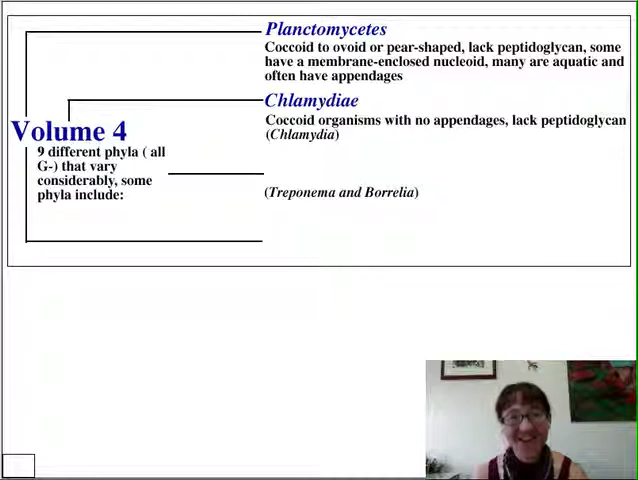 Planctomycetes
Coccoid to ovoid or pear-shaped, lack peptidoglycan, some
have a membrane-enclosed nucleoid, many are aquatic and
often have appendages
Chlamydiae
Coccoid organisms with no appendages, lack peptidoglycan
(Chlamydia)
Volume 4
9 different phyla ( all
G-) that vary
considerably, some
phyla include:
(Treponema and Borrelia)